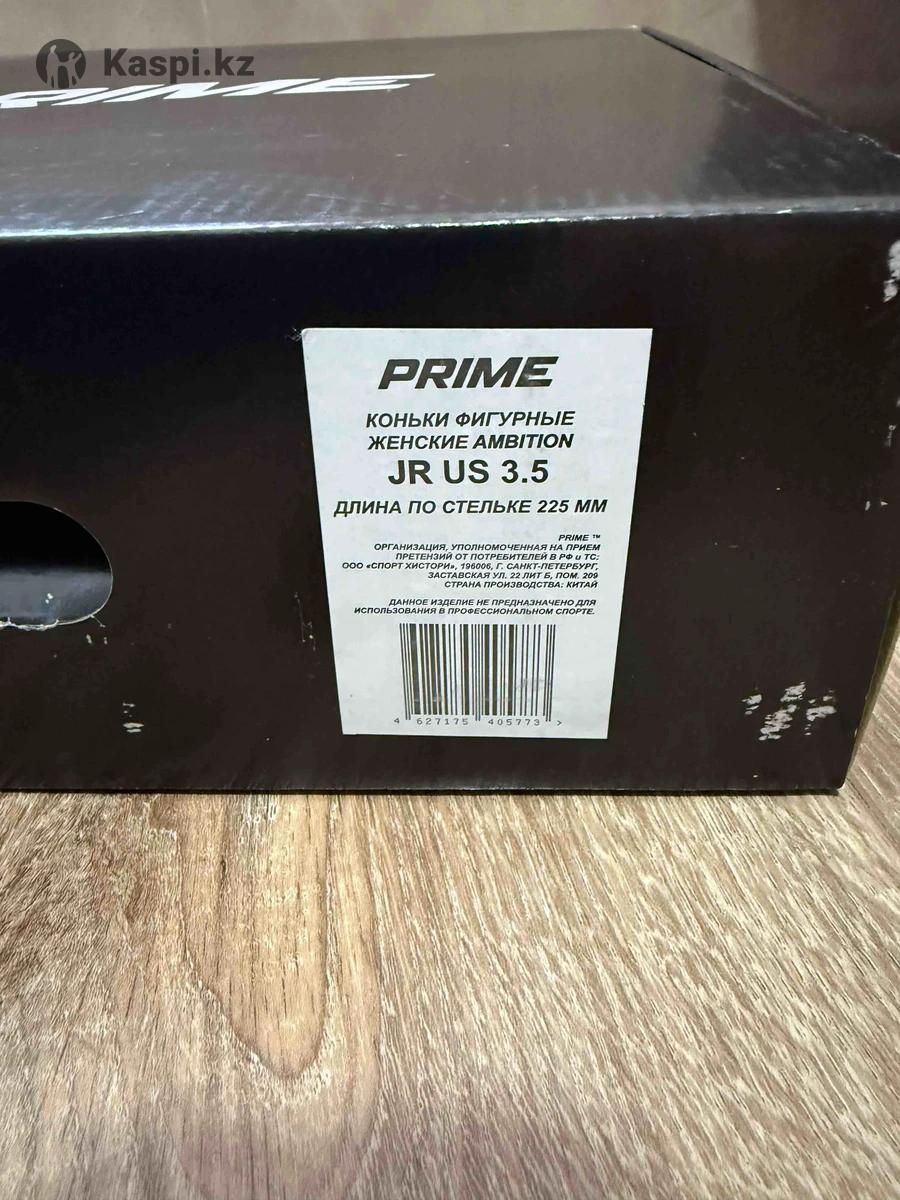 Kaspi.kz
PRIME
PRIME
КОНЬКИ ФИГУРНЫЕ
ЖЕНСКИЕ AMBITION
JR US 3.5
ДЛИНА ПО СТЕЛЬКЕ 225 ММ
PRIME ™
ОРГАНИЗАЦИЯ, УПОЛНОМОЧЕННАЯ НА ПРИЕМ
ПРЕТЕНЗИЙ ОТ ПОТРЕБИТЕЛЕЙ В РФ и ТС:
ООО «СПОРТ ХИСТОРИ», 196006, Г. САНКТ-ПЕТЕРБУРГ,
ЗАСТАВСКАЯ УЛ. 22 ЛИТ Б, ПОМ. 209
СТРАНА ПРОИЗВОДСТВА: КИТАЙ
ДАННОЕ ИЗДЕЛИЕ НЕ ПРЕДНАЗНАЧЕНО ДЛЯ
ИСПОЛЬЗОВАНИЯ В ПРОФЕССИОНАЛЬНОМ СПОРТЕ.
4 627175 405773 >